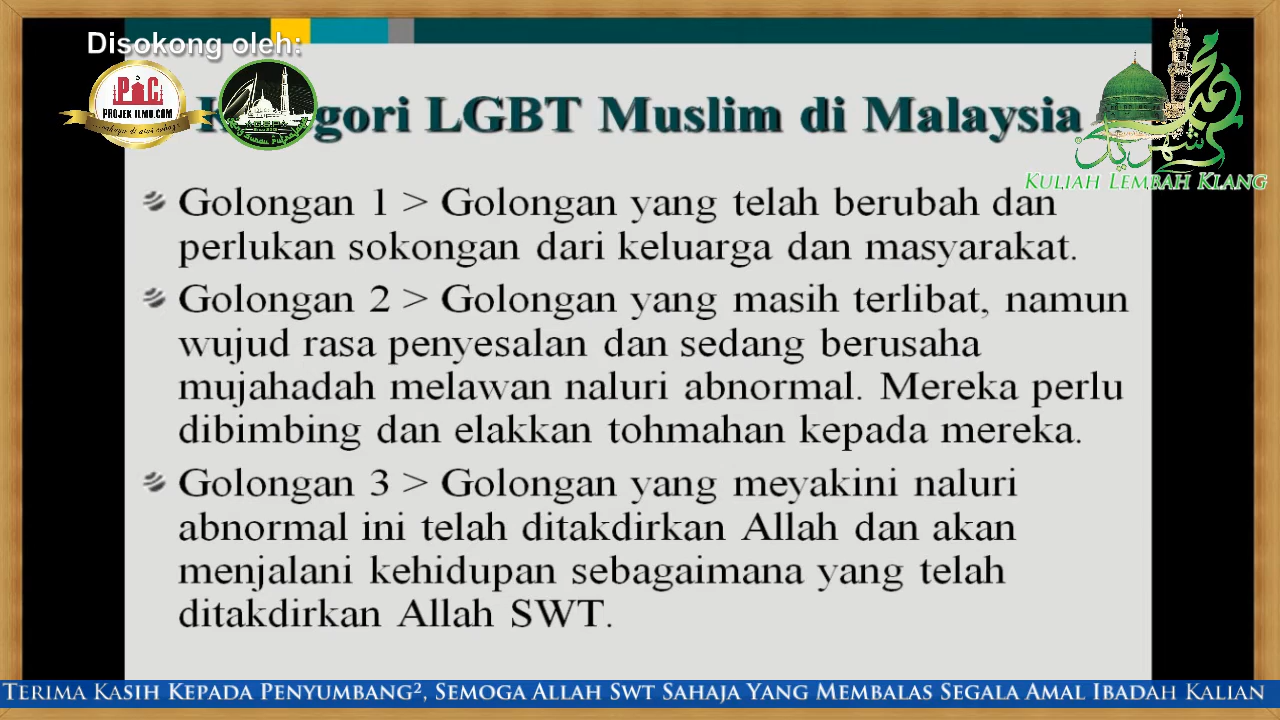 Disokong oleh:
PIC
PROJEK ILMU.COM
gori LGBT Muslim di Malaysia
KULIAH LEMBAH KLANG
Golongan 1 > Golongan yang telah berubah dan
perlukan sokongan dari keluarga dan masyarakat.
Golongan 2 > Golongan yang masih terlibat, namun
wujud rasa penyesalan dan sedang berusaha
mujahadah melawan naluri abnormal. Mereka perlu
dibimbing dan elakkan tohmahan kepada mereka.
Golongan 3 > Golongan yang meyakini naluri
abnormal ini telah ditakdirkan Allah dan akan
menjalani kehidupan sebagaimana yang telah
ditakdirkan Allah SWT.
TERIMA KASIH KEPADA PENYUMBANG², SEMOGA ALLAH SWT SAHAJA YANG MEMBALAS SEGALA AMAL IBADAH KALIAN